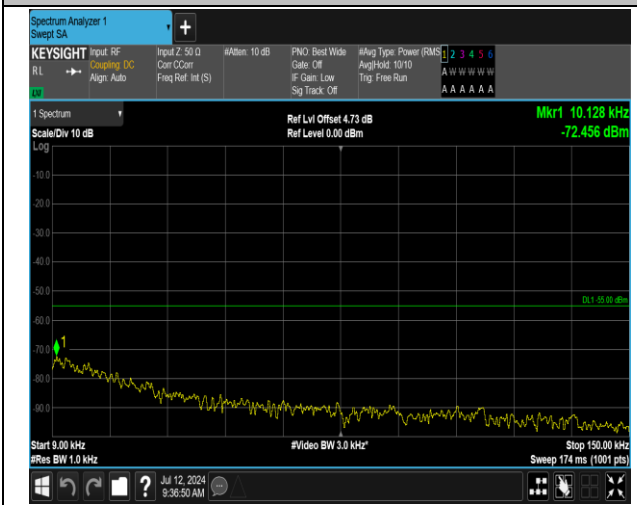 Spectrum Analyzer 1
Swept SA
+
KEYSIGHT
RL
LXI
Input: RF
Coupling: DC
Align: Auto
Input Z: 50 Ω
Corr CCorr
Freq Ref: Int (S)
#Atten: 10 dB
PNO: Best Wide
Gate: Off
IF Gain: Low
Sig Track: Off
#Avg Type: Power (RMS
Avg|Hold: 10/10
Trig: Free Run
1 2 3 4 5 6
A W W W W W
A A A A A A
1 Spectrum
Scale/Div 10 dB
Log
Ref Lvl Offset 4.73 dB
Ref Level 0.00 dBm
Mkr1 10.128 kHz
-72.456 dBm
-10.0
-20.0
-30.0
-40.0
-50.0
DL1 -55.00 dBm
-60.0
-70.0
1
-80.0
-90.0
Start 9.00 kHz
#Res BW 1.0 kHz
#Video BW 3.0 kHz*
Stop 150.00 kHz
Sweep 174 ms (1001 pts)
?
Jul 12, 2024
9:36:50 AM